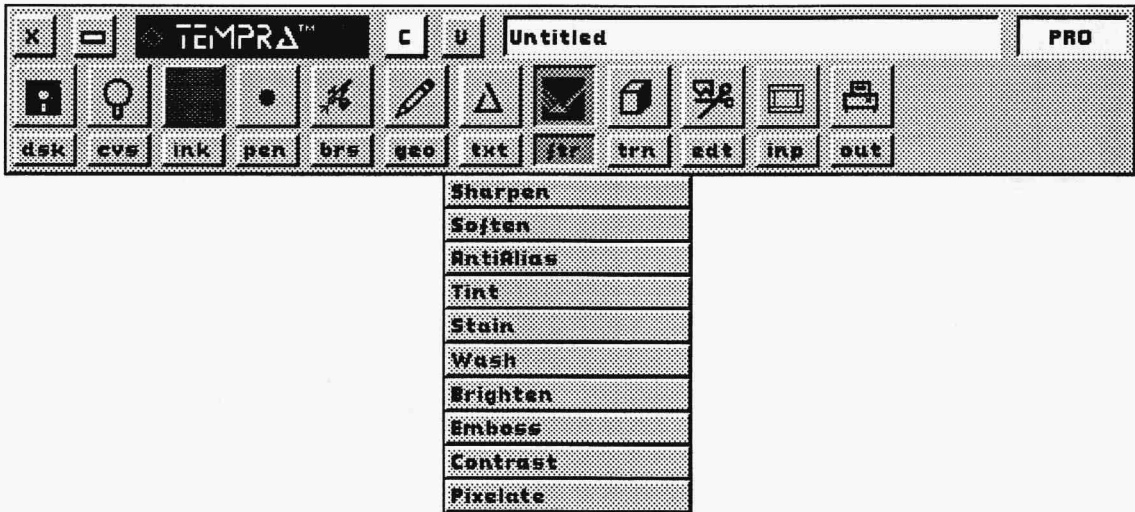 X TEMPRA™ C U Untitled PRO
dsk cvs ink pen brs geo txt ftr trn edt inp out
Sharpen
Soften
AntiAlias
Tint
Stain
Wash
Brighten
Emboss
Contrast
Pixelate